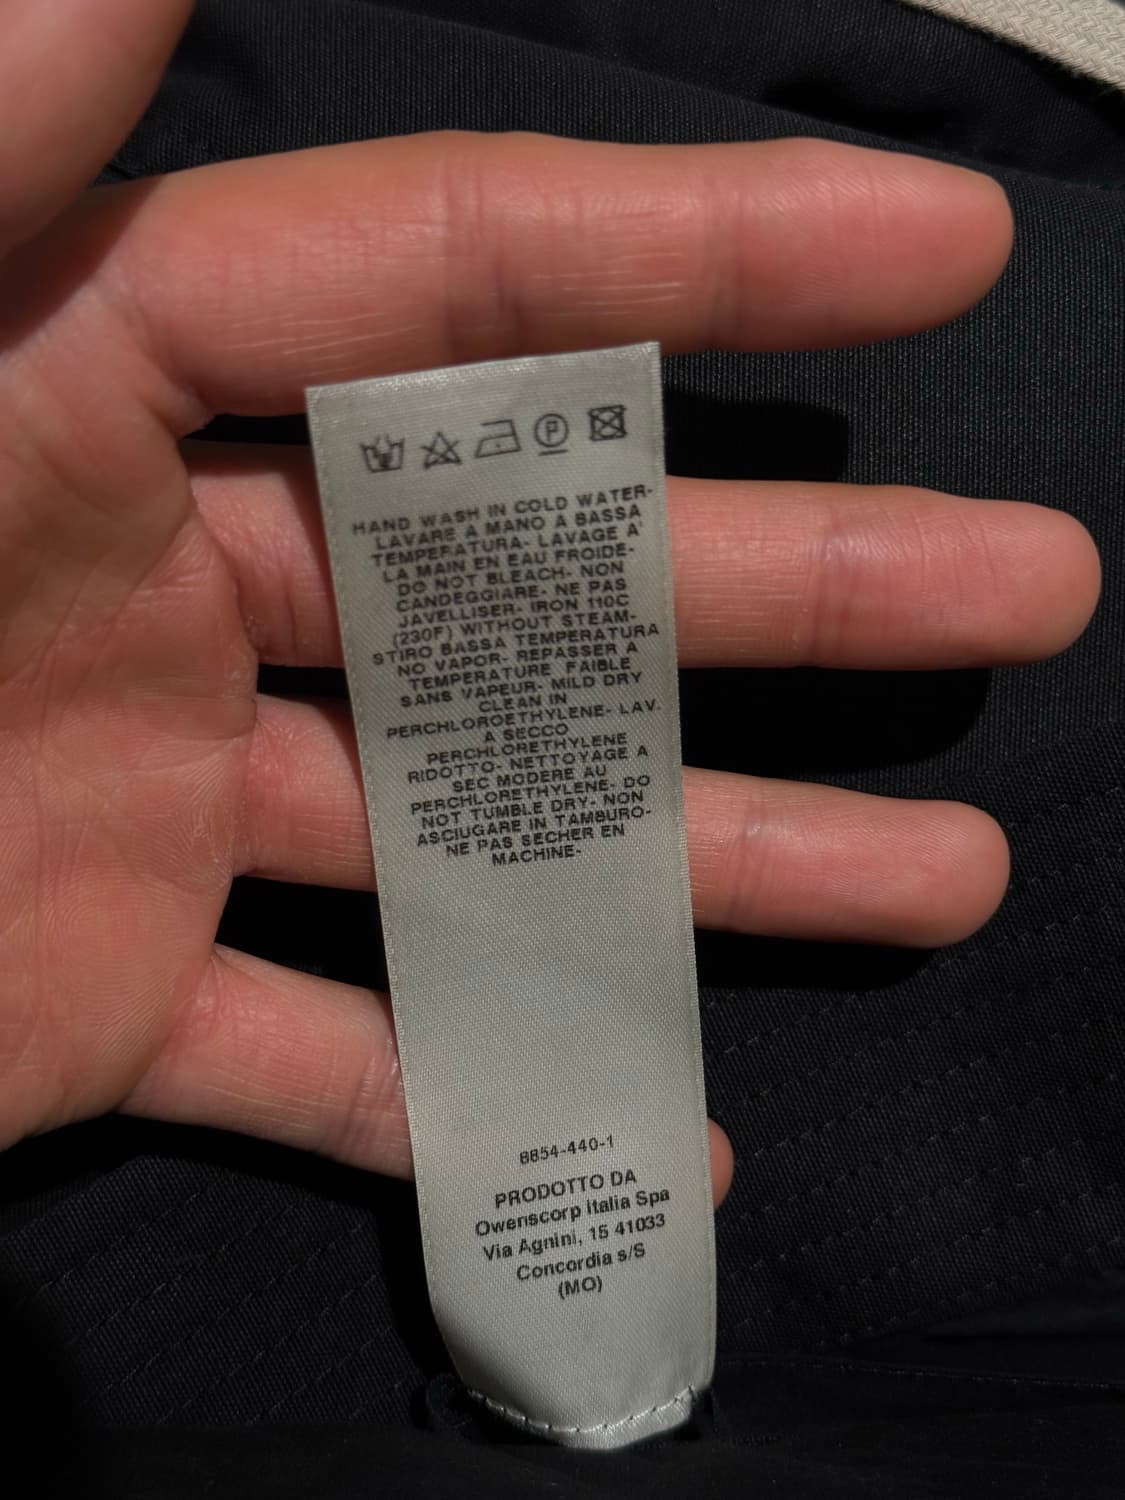 P
HAND WASH IN COLD WATER-
LAVARE A MANO A BASSA
TEMPERATURA- LAVAGE A'
LA MAIN EN EAU FROIDE-
DO NOT BLEACH- NON
CANDEGGIARE- NE PAS
JAVELLISER- IRON 110C
(230F) WITHOUT STEAM-
STIRO BASSA TEMPERATURA
NO VAPOR- REPASSER A
TEMPERATURE FAIBLE
SANS VAPEUR- MILD DRY
CLEAN IN
PERCHLOROETHYLENE- LAV.
A SECCO
PERCHLORETHYLENE
RIDOTTO- NETTOYAGE A
SEC MODERE AU
PERCHLORETHYLENE- DO
NOT TUMBLE DRY- NON
ASCIUGARE IN TAMBURO-
NE PAS SECHER EN
MACHINE-
8854-440-1
PRODOTTO DA
Owenscorp Italia Spa
Via Agnini, 15 41033
Concordia s/S
(MO)